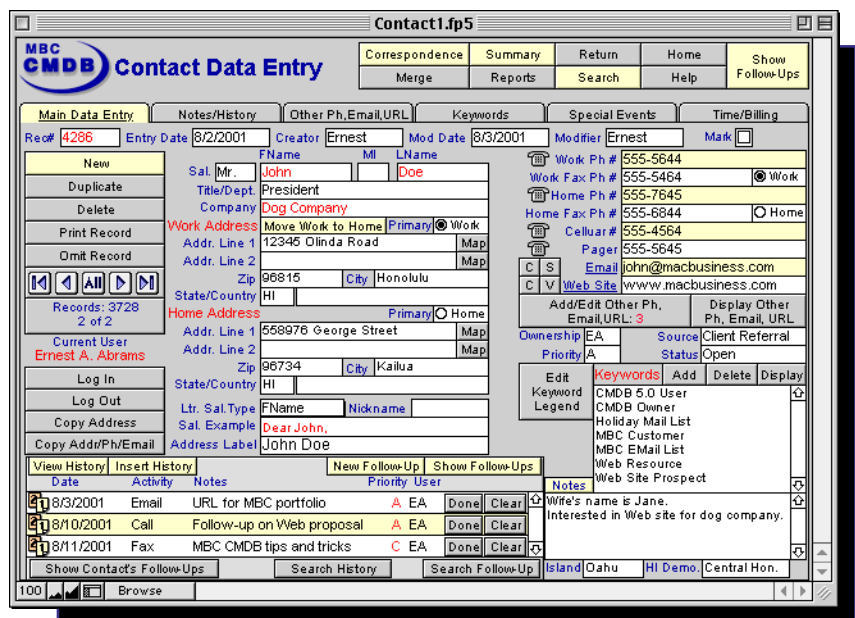 Contact1.fp5
MBC
CMDB
Contact Data Entry
Correspondence Summary Return Home Show Follow-Ups
Merge Reports Search Help
Main Data Entry Notes/History Other Ph,Email,URL Keywords Special Events Time/Billing
Rec# 4286 Entry Date 8/2/2001 Creator Ernest Mod Date 8/3/2001 Modifier Ernest Mark
New
Duplicate
Delete
Print Record
Omit Record
All
Records: 3728
2 of 2
Current User
Ernest A. Abrams
Log In
Log Out
Copy Address
Copy Addr/Ph/Email
FName MI LName
Sal. Mr. John Doe
Title/Dept. President
Company Dog Company
Work Address Move Work to Home Primary Work
Addr. Line 1 12345 Olinda Road Map
Addr. Line 2 Map
Zip 96815 City Honolulu
State/Country HI
Home Address Primary Home
Addr. Line 1 558976 George Street Map
Addr. Line 2 Map
Zip 96734 City Kailua
State/Country HI
Ltr. Sal.Type FName Nickname
Sal. Example Dear John,
Address Label John Doe
Work Ph # 555-5644
Work Fax Ph # 555-5464 Work
Home Ph # 555-7645
Home Fax Ph # 555-6844 Home
Celluar # 555-4564
Pager 555-5645
C S Email john@macbusiness.com
C V Web Site www.macbusiness.com
Add/Edit Other Ph, Email,URL: 3
Display Other Ph, Email, URL
Ownership EA Source Client Referral
Priority A Status Open
Edit Keyword Legend
Keywords Add Delete Display
CMDB 5.0 User
CMDB Owner
Holiday Mail List
MBC Customer
MBC EMail List
Web Resource
Web Site Prospect
View History Insert History New Follow-Up Show Follow-Ups
Date Activity Notes Priority User
8/3/2001 Email URL for MBC portfolio A EA Done Clear
8/10/2001 Call Follow-up on Web proposal A EA Done Clear
8/11/2001 Fax MBC CMDB tips and tricks C EA Done Clear
Show Contact's Follow-Ups Search History Search Follow-Up
Notes
Wife's name is Jane.
Interested in Web site for dog company.
Island Oahu HI Demo. Central Hon.
100 Browse